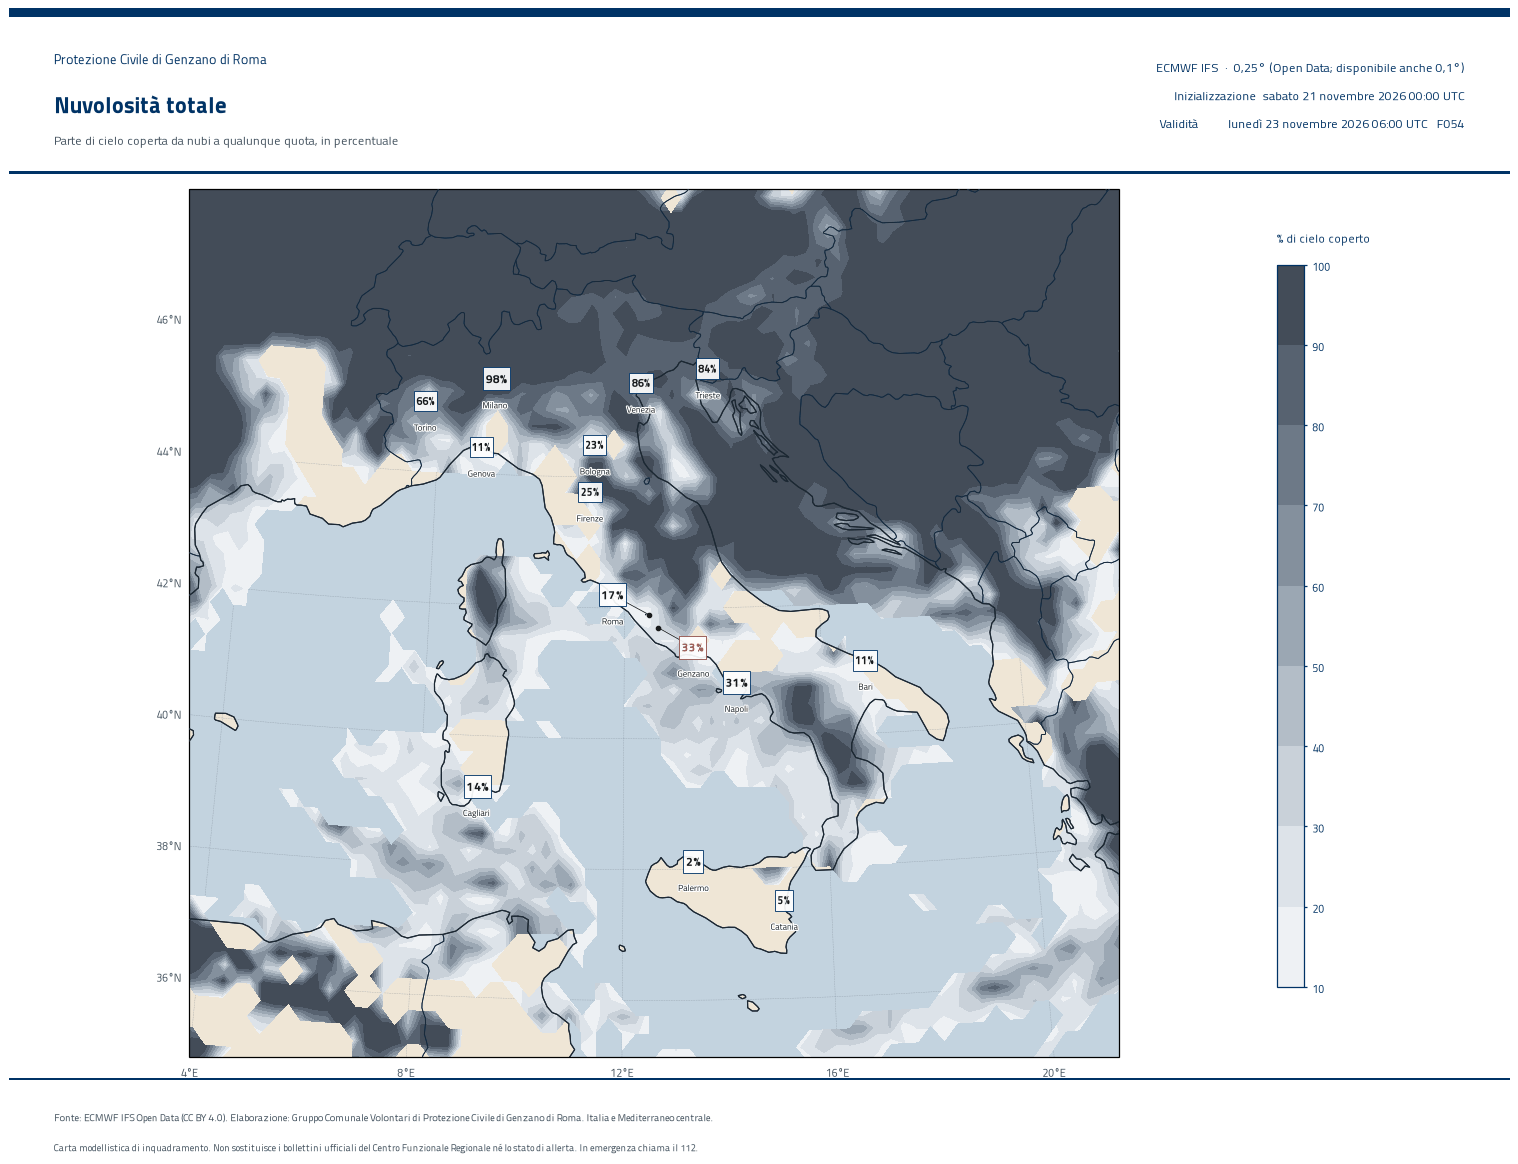 Protezione Civile di Genzano di Roma
Nuvolosità totale
Parte di cielo coperta da nubi a qualunque quota, in percentuale
ECMWF IFS · 0,25° (Open Data; disponibile anche 0,1°)
Inizializzazione sabato 21 novembre 2026 00:00 UTC
Validità lunedì 23 novembre 2026 06:00 UTC F054
% di cielo coperto
100
90
80
70
60
50
40
30
20
10
46°N
44°N
42°N
40°N
38°N
36°N
4°E
8°E
12°E
16°E
20°E
66%
Torino
98%
Milano
86%
Venezia
84%
Trieste
11%
Genova
23%
Bologna
25%
Firenze
17%
Roma
33%
Genzano
31%
Napoli
11%
Bari
14%
Cagliari
2%
Palermo
5%
Catania
Fonte: ECMWF IFS Open Data (CC BY 4.0). Elaborazione: Gruppo Comunale Volontari di Protezione Civile di Genzano di Roma. Italia e Mediterraneo centrale.
Carta modellistica di inquadramento. Non sostituisce i bollettini ufficiali del Centro Funzionale Regionale né lo stato di allerta. In emergenza chiama il 112.